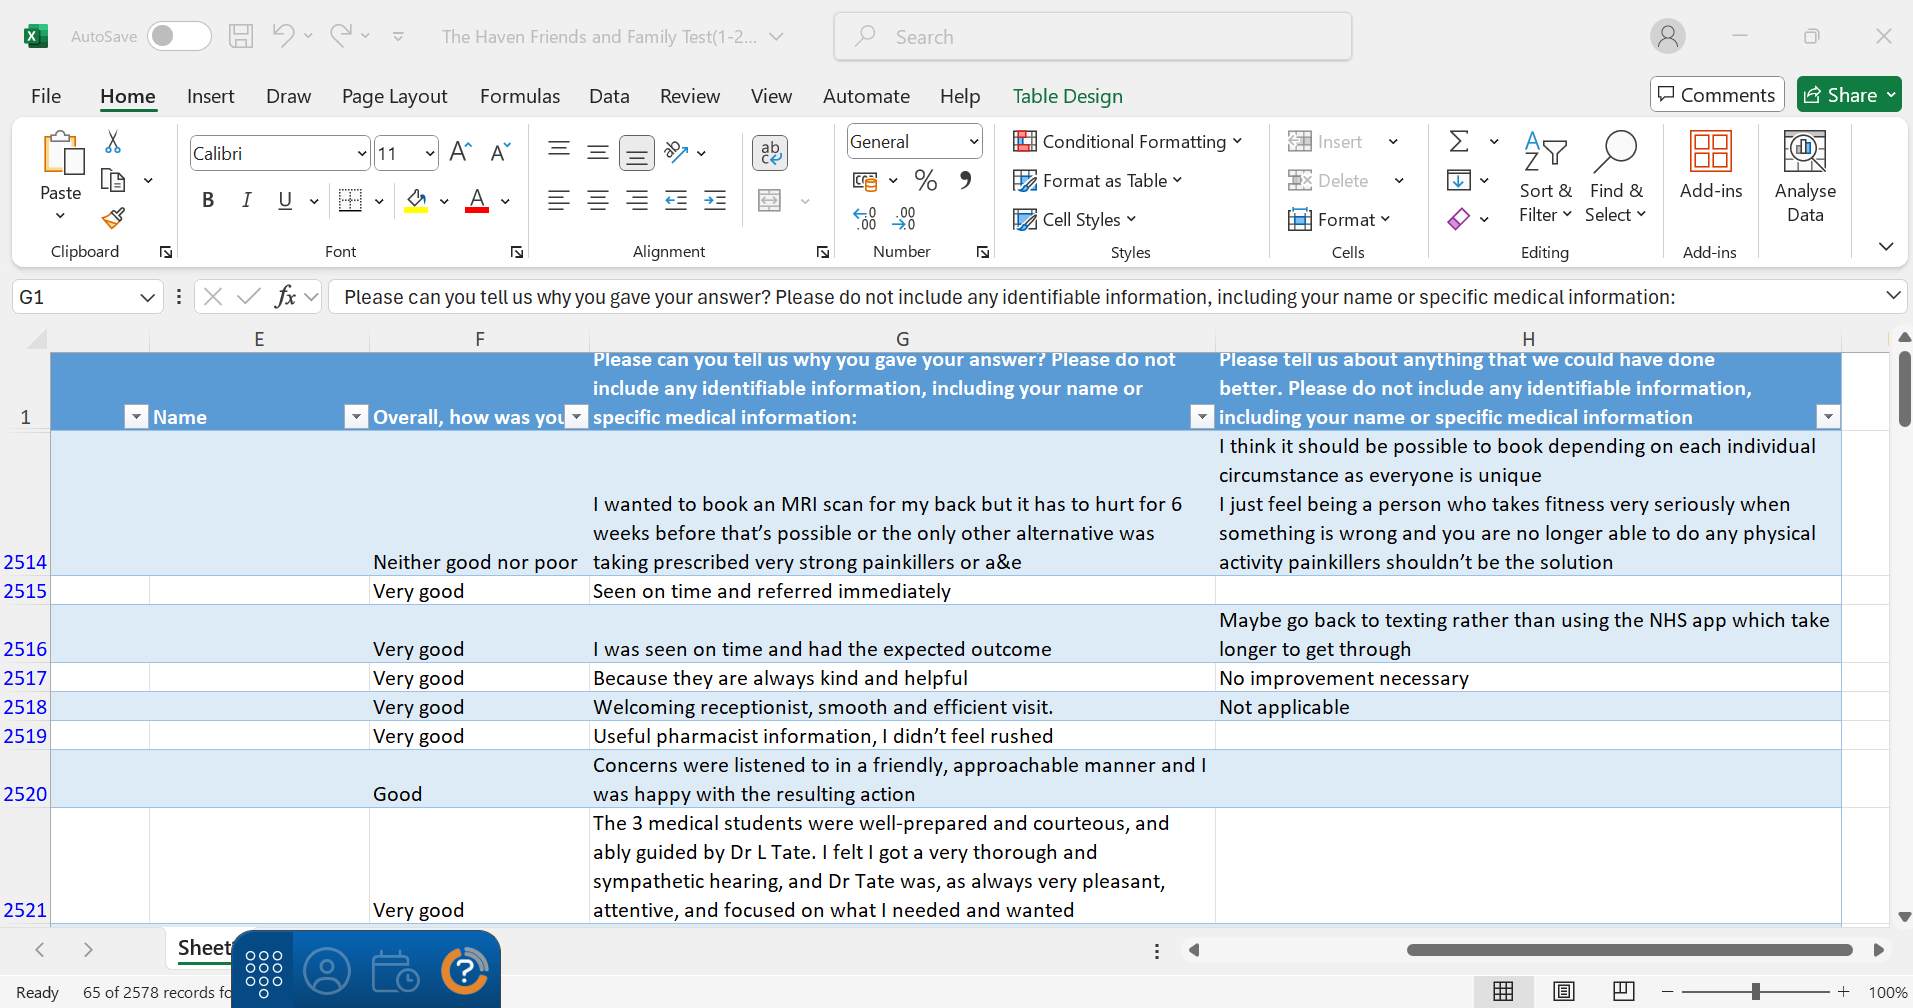 AutoSave
The Haven Friends and Family Test(1-2...
Search
File
Home
Insert
Draw
Page Layout
Formulas
Data
Review
View
Automate
Help
Table Design
Comments
Share
Paste
Clipboard
Calibri
11
B
I
U
Font
ab
Alignment
General
%
Number
Conditional Formatting
Format as Table
Cell Styles
Styles
Insert
Delete
Format
Cells
Sort & Filter
Find & Select
Editing
Add-ins
Add-ins
Analyse Data
G1
fx
Please can you tell us why you gave your answer? Please do not include any identifiable information, including your name or specific medical information:
E
F
G
H
1
Name
Overall, how was you
Please can you tell us why you gave your answer? Please do not
include any identifiable information, including your name or
specific medical information:
Please tell us about anything that we could have done
better. Please do not include any identifiable information,
including your name or specific medical information
2514
Neither good nor poor
I wanted to book an MRI scan for my back but it has to hurt for 6
weeks before that’s possible or the only other alternative was
taking prescribed very strong painkillers or a&e
I think it should be possible to book depending on each individual
circumstance as everyone is unique
I just feel being a person who takes fitness very seriously when
something is wrong and you are no longer able to do any physical
activity painkillers shouldn’t be the solution
2515
Very good
Seen on time and referred immediately
2516
Very good
I was seen on time and had the expected outcome
Maybe go back to texting rather than using the NHS app which take
longer to get through
2517
Very good
Because they are always kind and helpful
No improvement necessary
2518
Very good
Welcoming receptionist, smooth and efficient visit.
Not applicable
2519
Very good
Useful pharmacist information, I didn’t feel rushed
2520
Good
Concerns were listened to in a friendly, approachable manner and I
was happy with the resulting action
2521
Very good
The 3 medical students were well-prepared and courteous, and
ably guided by Dr L Tate. I felt I got a very thorough and
sympathetic hearing, and Dr Tate was, as always very pleasant,
attentive, and focused on what I needed and wanted
Sheet
Ready
65 of 2578 records fo
100%